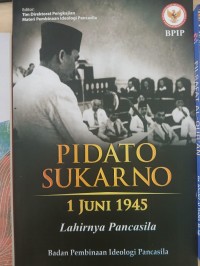 Editor:
Tim Direktorat Pengkajian
Materi Pembinaan Ideologi Pancasila
BPIP
PIDATO
SUKARNO
1 JUNI 1945
Lahirnya Pancasila
Badan Pembinaan Ideologi Pancasila